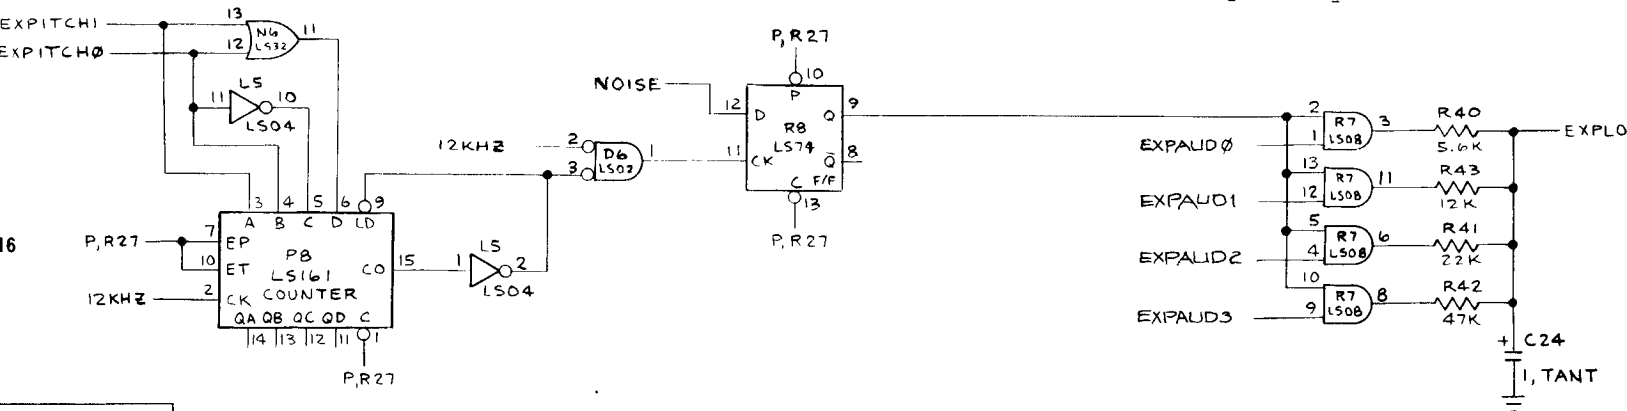 EXPITCH1
EXPITCHØ
13
12
N6
LS32
11
L5
11
10
LS04
3
4
5
6
9
A
B
C
D
LD
16
P,R27
7
EP
10
ET
P8
LS161
COUNTER
CO
15
12KHZ
2
CK
QA
QB
QC
QD
C
14
13
12
11
1
P,R27
L5
1
2
LS04
12KHZ
2
3
D6
LS02
1
NOISE
P,R27
10
P
12
D
Q
9
R8
LS74
11
CK
Q
8
C
F/F
13
P,R27
EXPAUDØ
2
1
R7
LS08
3
R40
5.6K
EXPLO
EXPAUD1
13
12
R7
LS08
11
R43
12K
EXPAUD2
5
4
R7
LS08
6
R41
22K
EXPAUD3
10
9
R7
LS08
8
R42
47K
+
C24
1, TANT